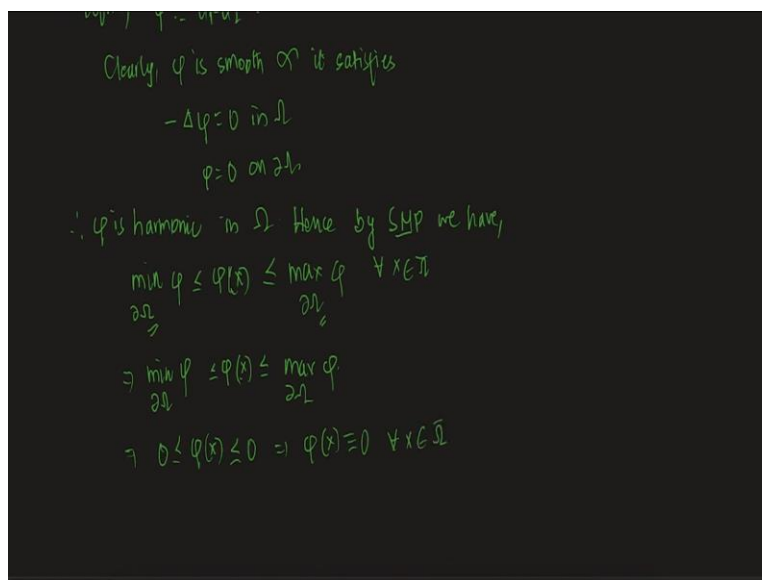 Clearly, φ is smooth & it satisfies
-Δφ=0 in Ω
φ=0 on ∂Ω
∴ φ is harmonic in Ω Hence by SMP we have,
min φ ≤ φ(x) ≤ max φ ∀ x∈Ω̄
∂Ω ∂Ω
⇒ min φ ≤φ(x)≤ max φ.
∂Ω ∂Ω
⇒ 0≤ φ(x) ≤0 ⇒ φ(x)≡0 ∀ x∈Ω̄